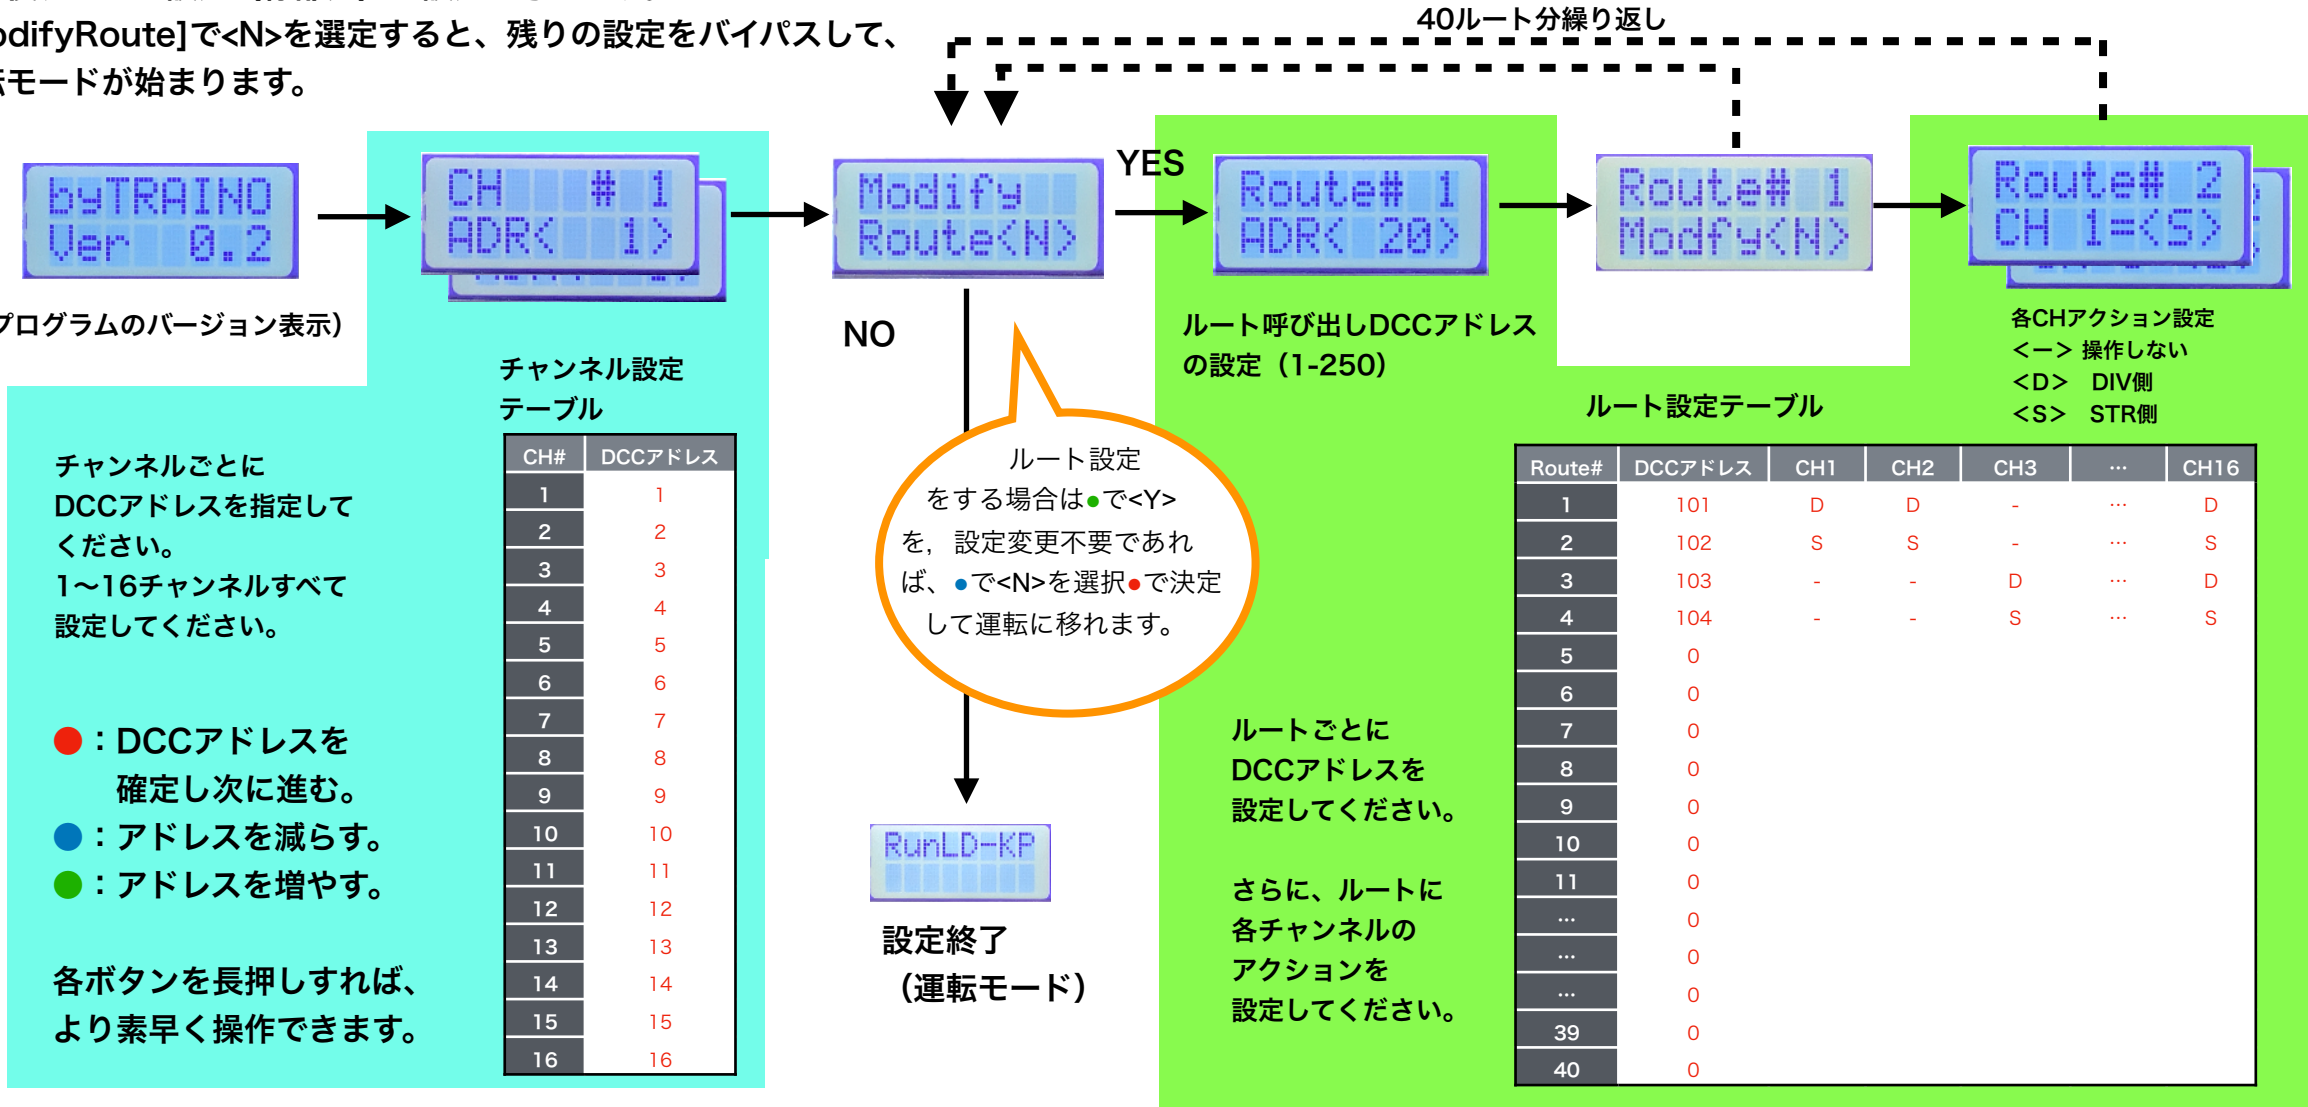 odifyRoute]で<N>を選定すると、残りの設定をバイパスして、
モードが始まります。
40ルート分繰り返し
byTRAINO
Ver 0.2
プログラムのバージョン表示）
CH # 1
ADR< 1>
Modify
Route<N>
YES
NO
Route# 1
ADR< 20>
Route# 1
Modfy<N>
Route# 2
CH 1=<S>
ルート呼び出しDCCアドレス
の設定（1-250）
各CHアクション設定
＜ー＞ 操作しない
＜D＞ DIV側
＜S＞ STR側
チャンネル設定
テーブル
CH# DCCアドレス
1 1
2 2
3 3
4 4
5 5
6 6
7 7
8 8
9 9
10 10
11 11
12 12
13 13
14 14
15 15
16 16
チャンネルごとに
DCCアドレスを指定して
ください。
1〜16チャンネルすべて
設定してください。
●：DCCアドレスを
確定し次に進む。
●：アドレスを減らす。
●：アドレスを増やす。
各ボタンを長押しすれば、
より素早く操作できます。
ルート設定
をする場合は●で<Y>
を，設定変更不要であれ
ば、●で<N>を選択●で決定
して運転に移れます。
RunLD-KP
設定終了
（運転モード）
ルート設定テーブル
Route# DCCアドレス CH1 CH2 CH3 … CH16
1 101 D D - … D
2 102 S S - … S
3 103 - - D … D
4 104 - - S … S
5 0
6 0
7 0
8 0
9 0
10 0
11 0
… 0
… 0
… 0
39 0
40 0
ルートごとに
DCCアドレスを
設定してください。
さらに、ルートに
各チャンネルの
アクションを
設定してください。